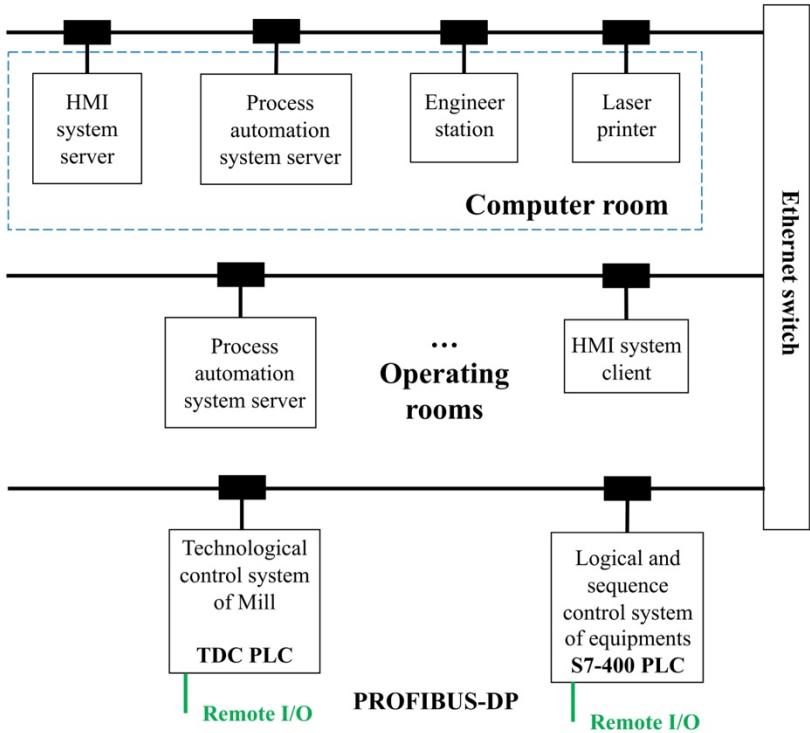 HMI
system
server
Process
automation
system server
Engineer
station
Laser
printer
Computer room
Ethernet switch
Process
automation
system server
...
Operating
rooms
HMI system
client
Technological
control system
of Mill
TDC PLC
Logical and
sequence
control system
of equipments
S7-400 PLC
Remote I/O
PROFIBUS-DP
Remote I/O